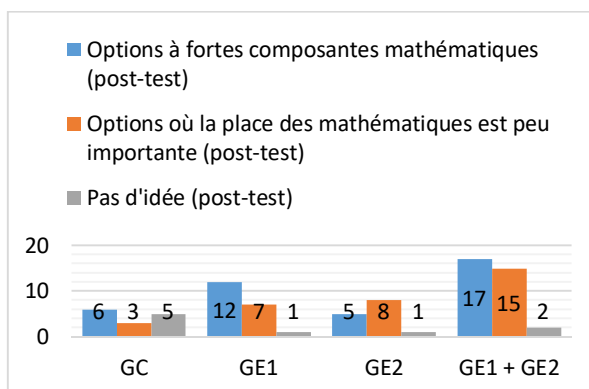 Options à fortes composantes mathématiques
(post-test)
Options où la place des mathématiques est peu
importante (post-test)
Pas d'idée (post-test)
20
10
0
6 3 5 12 7 1 5 8 1 17 15 2
GC GE1 GE2 GE1 + GE2